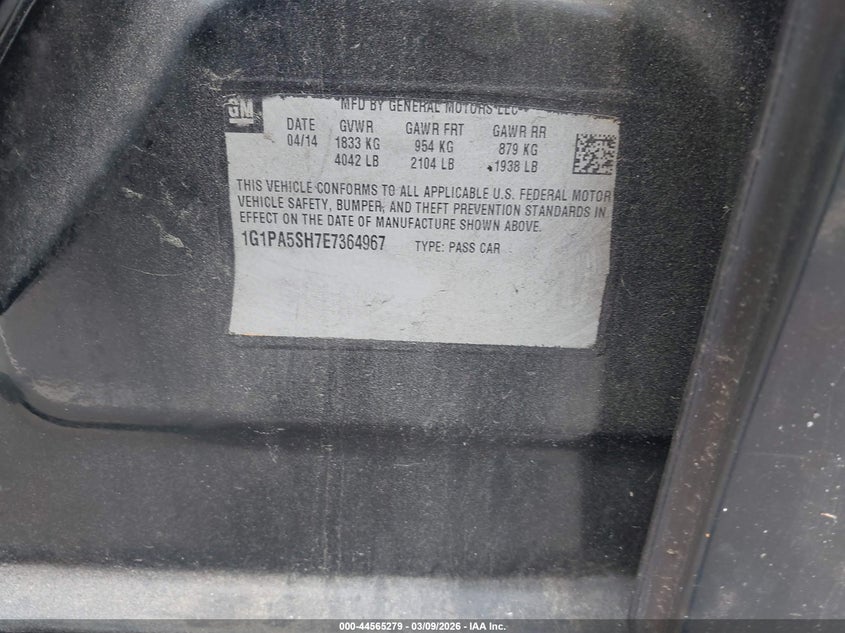 GM
MFD BY GENERAL MOTORS LLC
DATE GVWR GAWR FRT GAWR RR
04/14 1833 KG 954 KG 879 KG
4042 LB 2104 LB 1938 LB
THIS VEHICLE CONFORMS TO ALL APPLICABLE U.S. FEDERAL MOTOR
VEHICLE SAFETY, BUMPER, AND THEFT PREVENTION STANDARDS IN
EFFECT ON THE DATE OF MANUFACTURE SHOWN ABOVE.
1G1PA5SH7E7364967 TYPE: PASS CAR
000-44565279 | 03/09/2026 | IAA Inc.